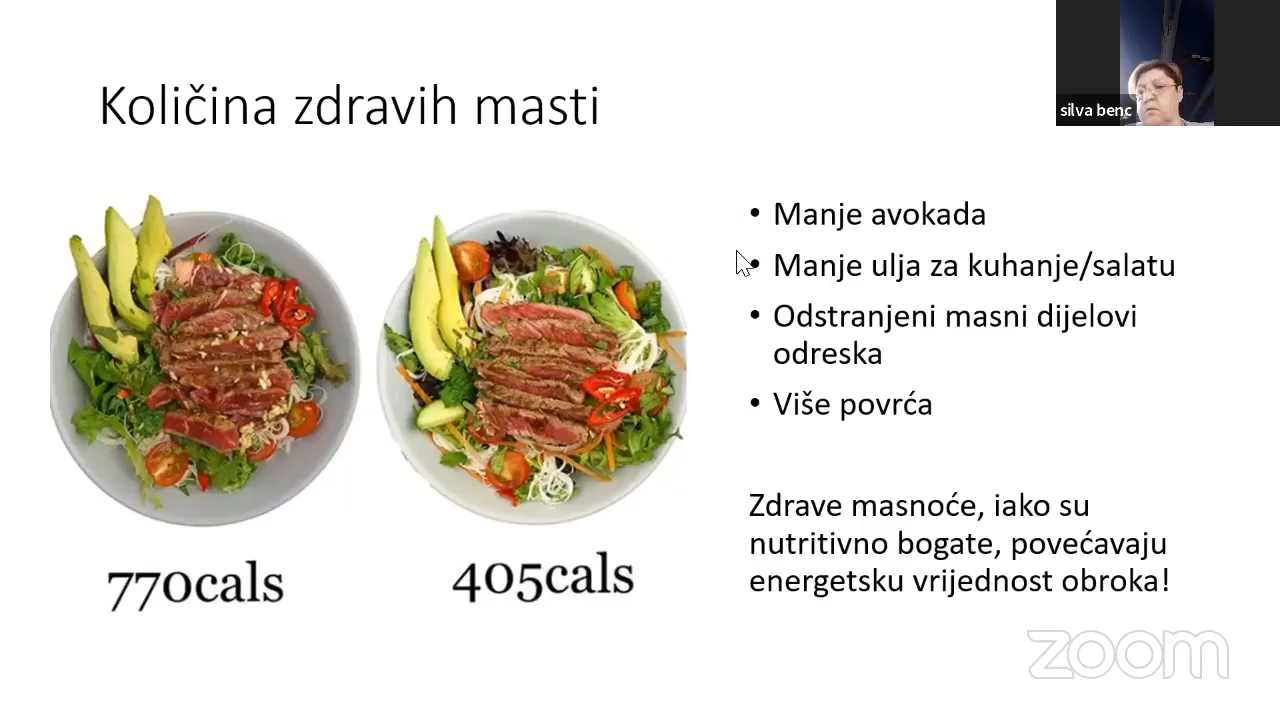 Količina zdravih masti
silva benc
• Manje avokada
• Manje ulja za kuhanje/salatu
• Odstranjeni masni dijelovi
odreska
• Više povrća
Zdrave masnoće, iako su
nutritivno bogate, povećavaju
energetsku vrijednost obroka!
770cals
405cals
zoom